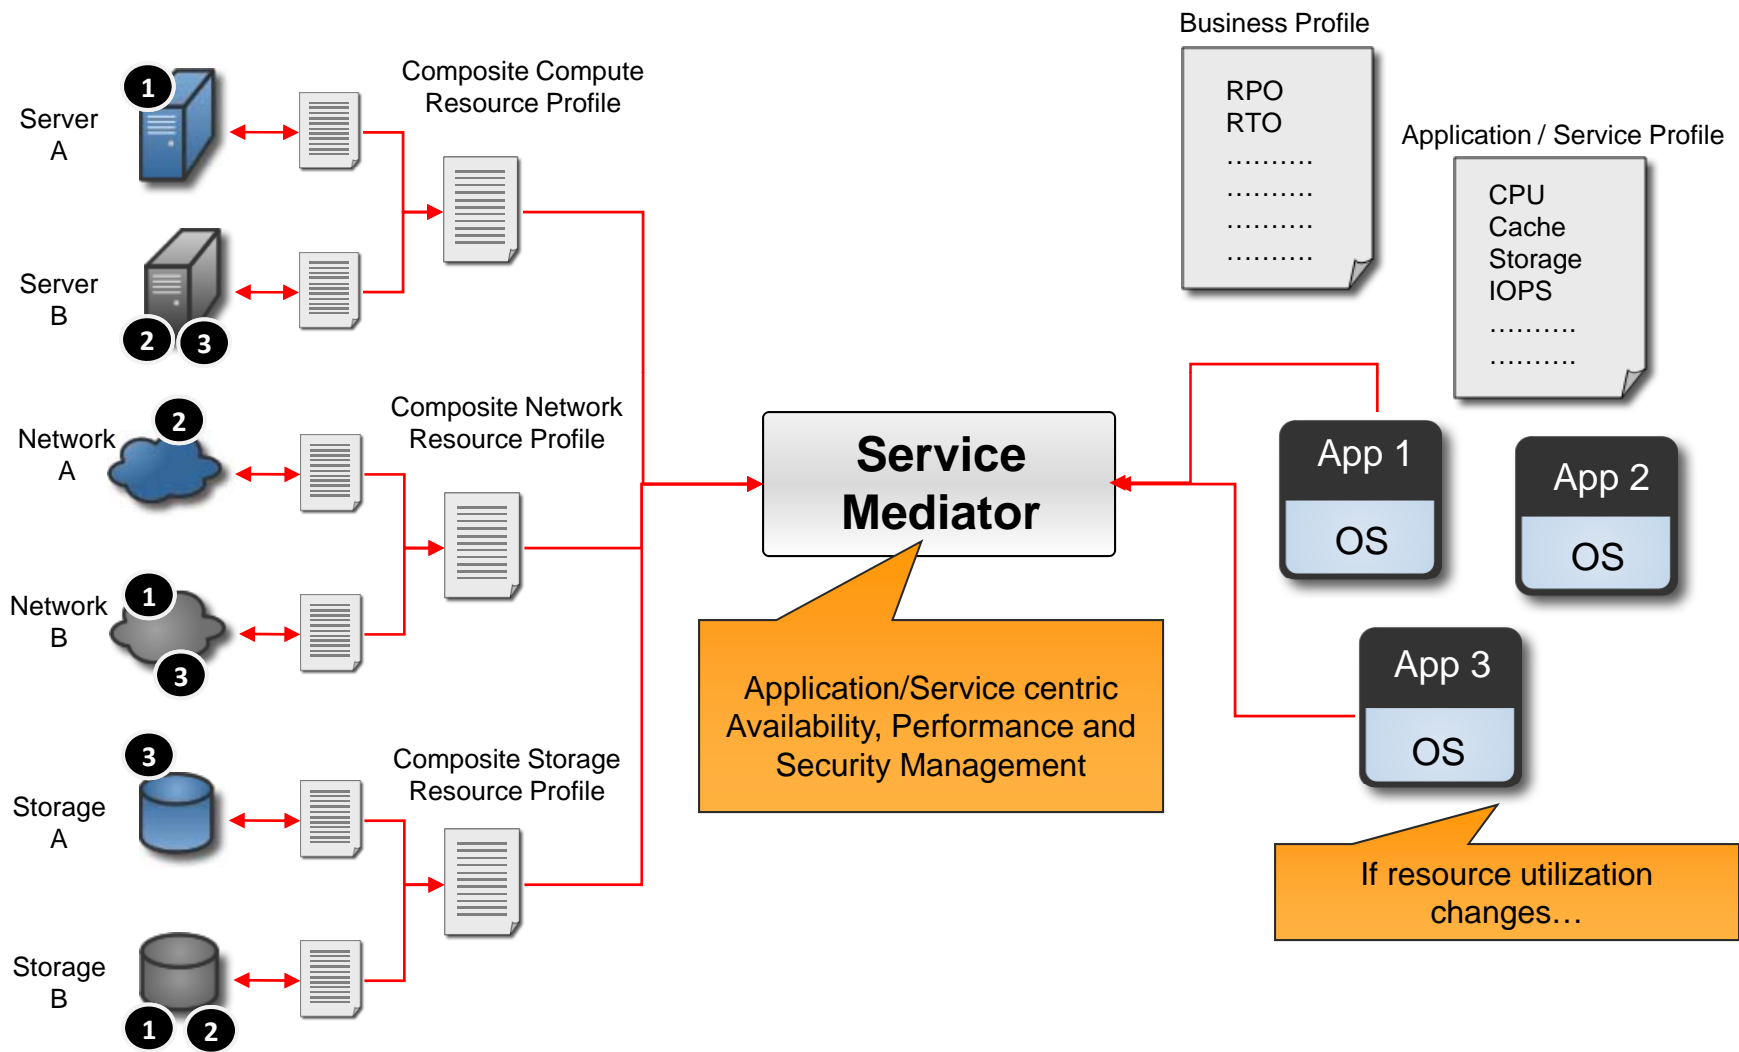 Business Profile
RPO
RTO
……….
……….
……….
……….
Application / Service Profile
CPU
Cache
Storage
IOPS
……….
……….
Composite Compute
Resource Profile
1
Server
A
Server
B
2
3
Composite Network
Resource Profile
2
Network
A
1
Network
B
3
Composite Storage
Resource Profile
3
Storage
A
Storage
B
1
2
Service
Mediator
Application/Service centric
Availability, Performance and
Security Management
App 1
OS
App 2
OS
App 3
OS
If resource utilization
changes…